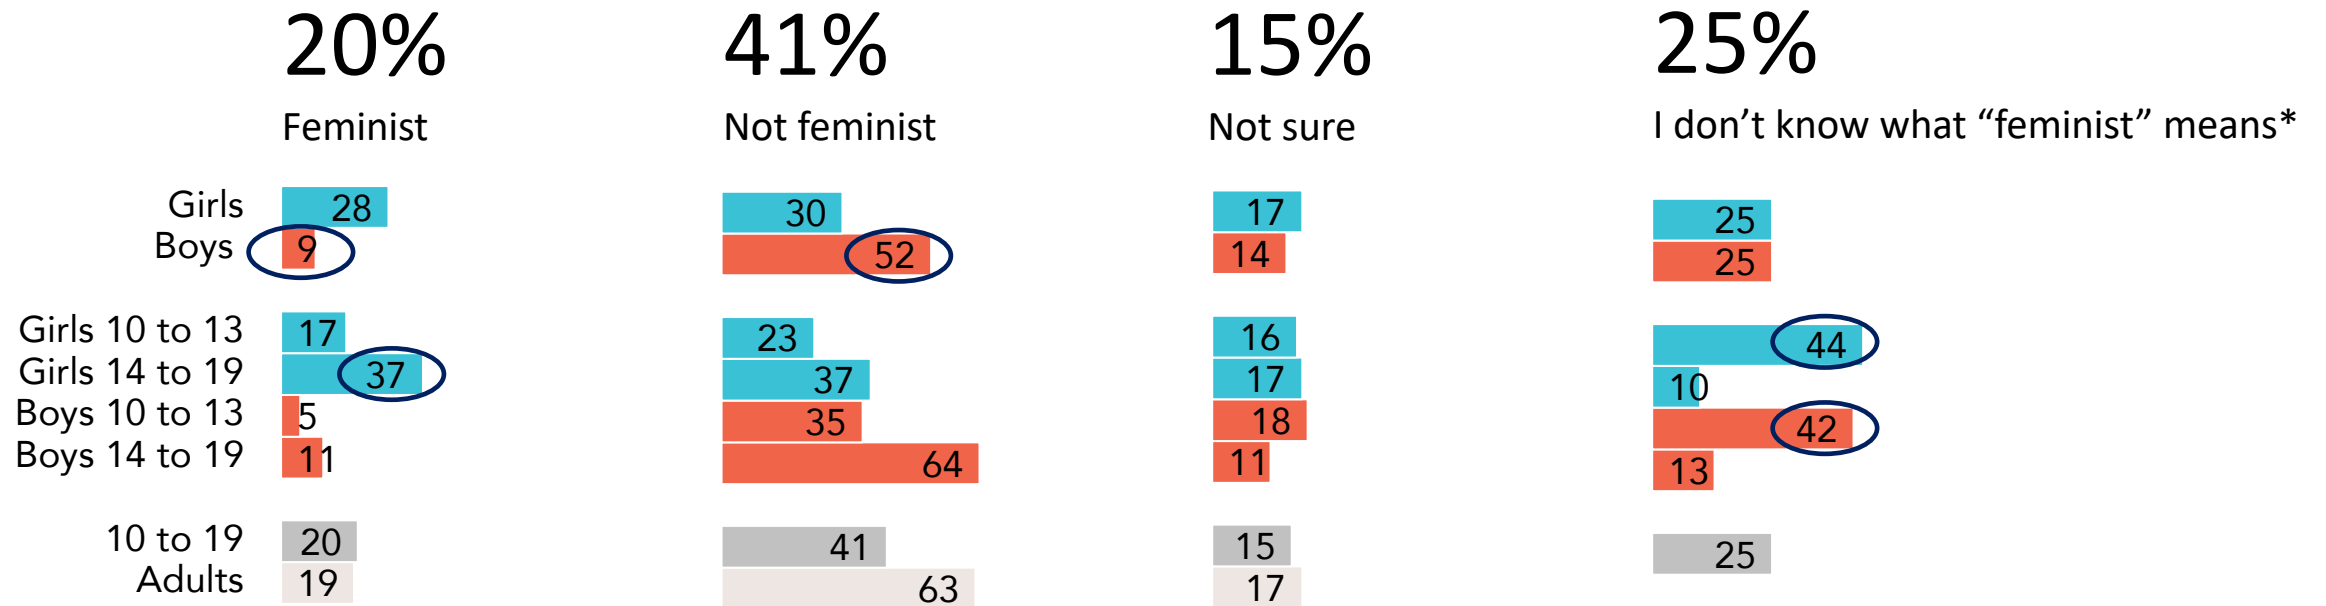 20% 41% 15% 25%
Feminist Not feminist Not sure I don’t know what “feminist” means*
Girls 28 30 17 25
Boys 9 52 14 25
Girls 10 to 13 17 23 16 44
Girls 14 to 19 37 37 17 10
Boys 10 to 13 5 35 18 42
Boys 14 to 19 11 64 11 13
10 to 19 20 41 15 25
Adults 19 63 17